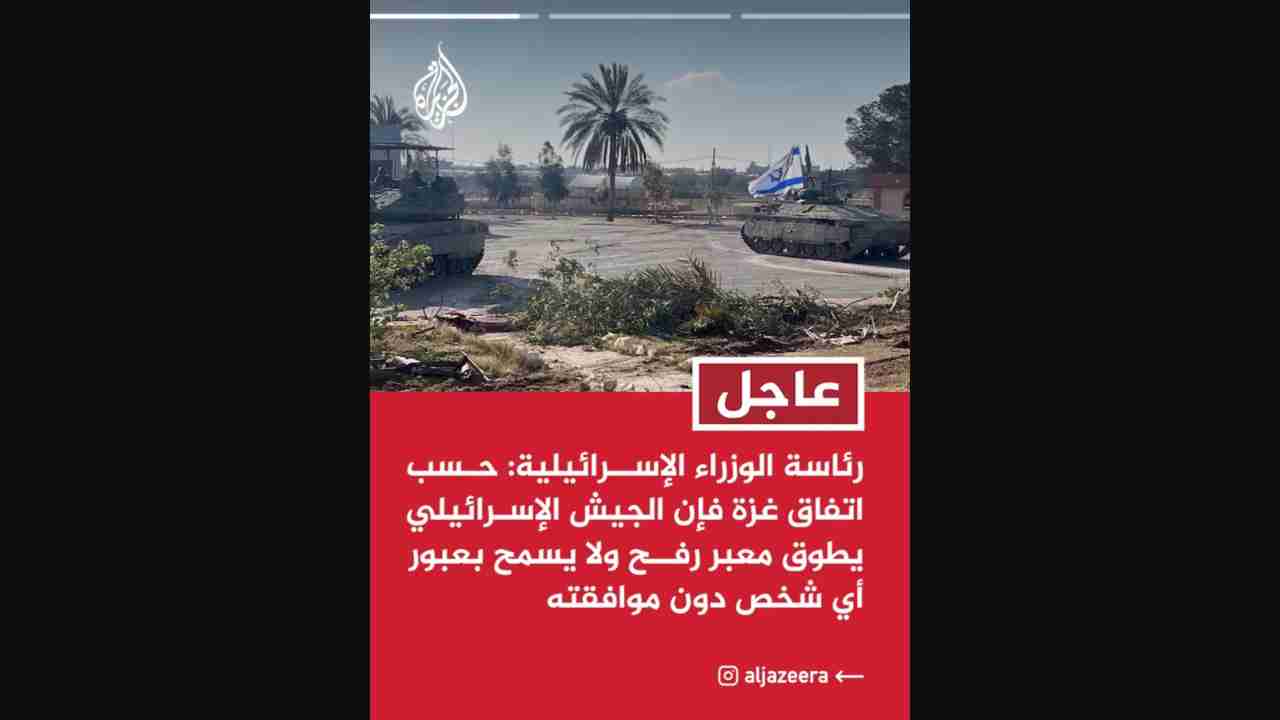 الجزيرة
عاجل
رئاسة الوزراء الإسرائيلية: حسب
اتفاق غزة فإن الجيش الإسرائيلي
يطوق معبر رفح ولا يسمح بعبور
أي شخص دون موافقته
aljazeera